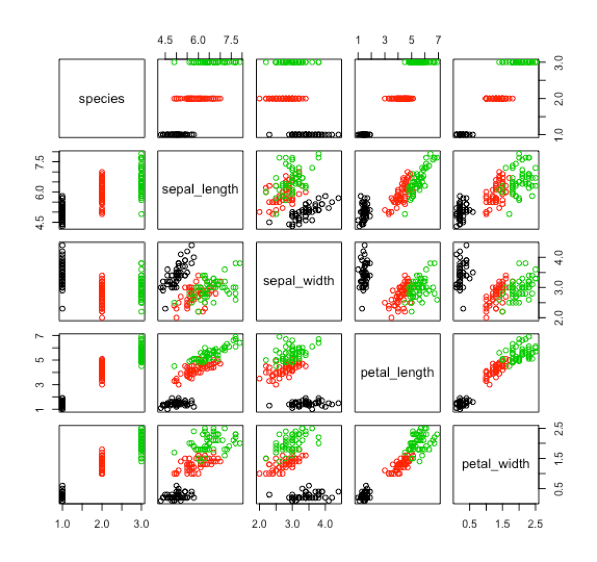 4.5 6.0 7.5 1 3 5 7
species
1.0 2.0 3.0
4.5 6.0 7.5
sepal_length
sepal_width
2.0 3.0 4.0
1 3 5 7
petal_length
petal_width
0.5 1.5 2.5
1.0 2.0 3.0 2.0 3.0 4.0 0.5 1.5 2.5